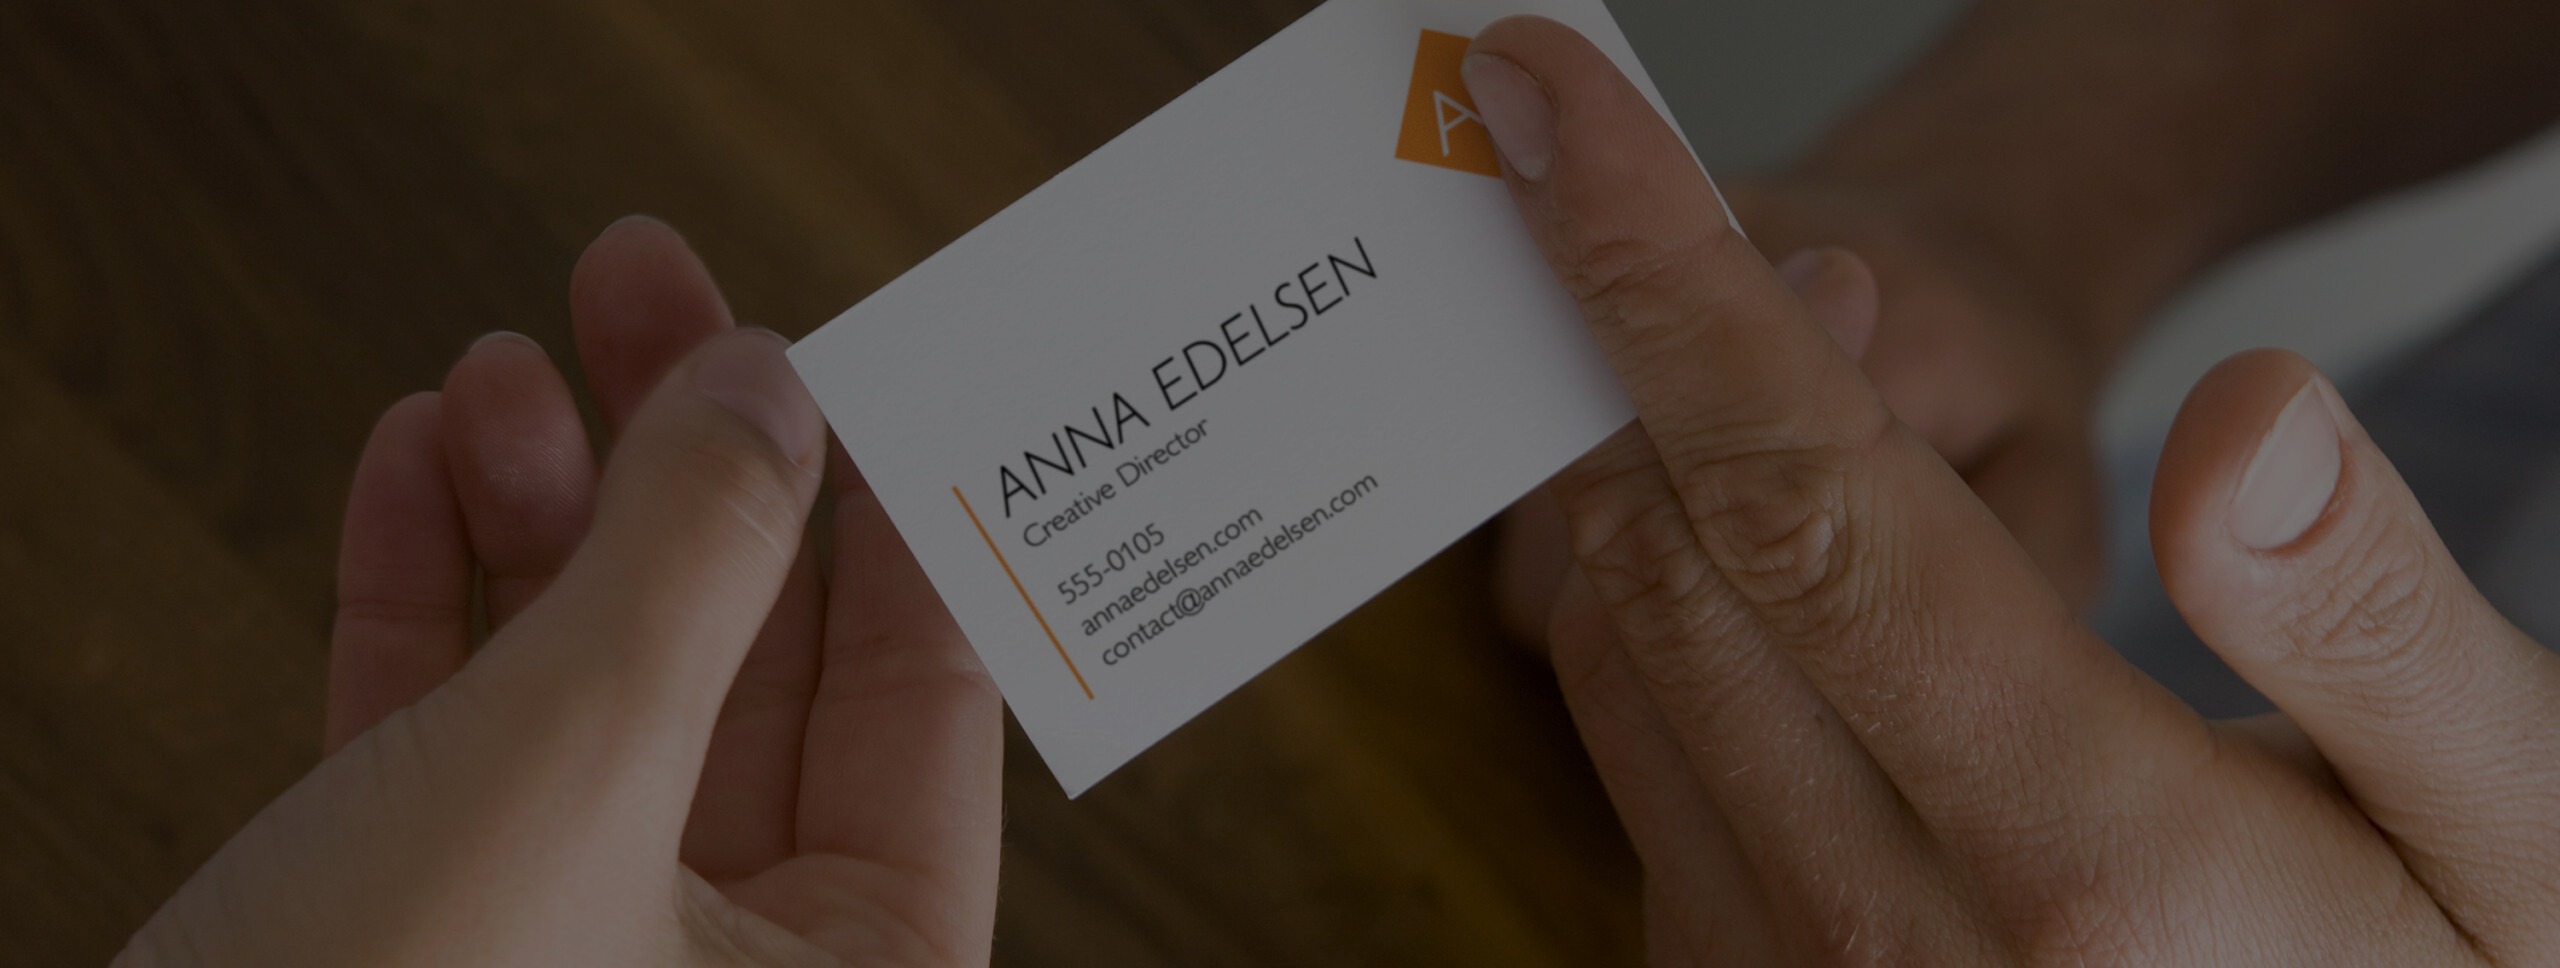 A
ANNA EDELSEN
Creative Director
555-0105
annaedelsen.com
contact@annaedelsen.com